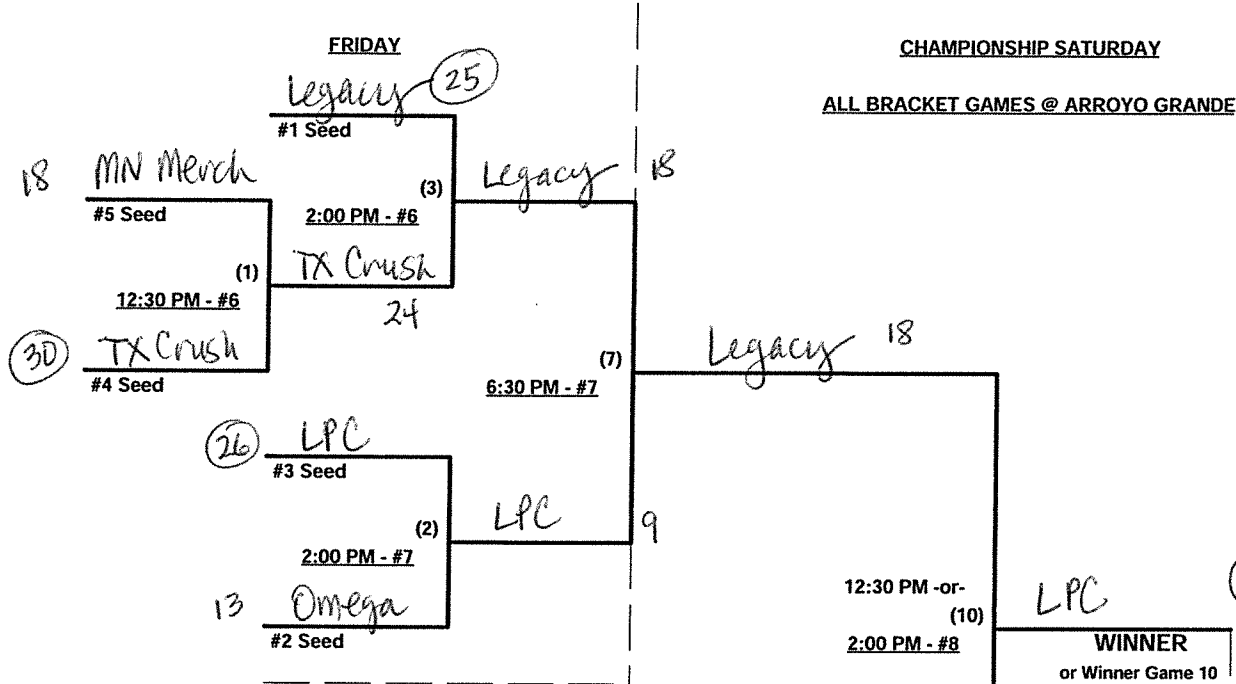 FRIDAY
CHAMPIONSHIP SATURDAY
Legacy 25
ALL BRACKET GAMES @ ARROYO GRANDE
#1 Seed
18 MN Merch
Legacy 18
(3)
#5 Seed
2:00 PM - #6
(1)
TX Crush
12:30 PM - #6
24
30 TX Crush
Legacy 18
(7)
#4 Seed
6:30 PM - #7
26 LPC
#3 Seed
LPC 9
(2)
2:00 PM - #7
12:30 PM -or-
LPC
13 Omega
(10)
#2 Seed
2:00 PM - #8
WINNER
or Winner Game 10